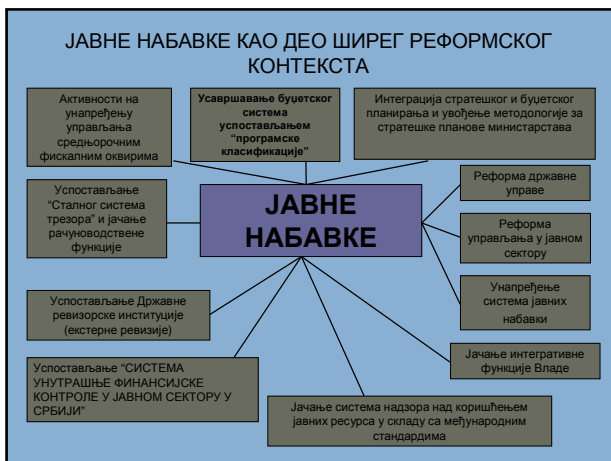 ЈАВНЕ НАБАВКЕ КАО ДЕО ШИРЕГ РЕФОРМСКОГ
КОНТЕКСТА
Активности на
унапређењу
управљања
средњорочним
фискалним оквирима
Усавршавање буџетског
система
успостављањем
“програмске
класификације”
Интеграција стратешког и буџетског
планирања и увођење методологије за
стратешке планове министарстава
Успостављање
“Сталног система
трезора” и јачање
рачуноводствене
функције
ЈАВНЕ
НАБАВКЕ
Реформа државне
управе
Реформа
управљања у јавном
сектору
Унапређење
система јавних
набавки
Успостављање Државне
ревизорске институције
(екстерне ревизије)
Јачање интегративне
функције Владе
Успостављање “СИСТЕМА
УНУТРАШЊЕ ФИНАНСИЈСКЕ
КОНТРОЛЕ У ЈАВНОМ СЕКТОРУ У
СРБИЈИ”
Јачање система надзора над коришћењем
јавних ресурса у складу са међународним
стандардима